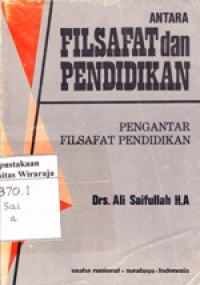 ANTARA
FILSAFAT dan
PENDIDIKAN
PENGANTAR
FILSAFAT PENDIDIKAN
Drs. Ali Saifullah H.A
pustakaan
sitas Wiraraja
370.1
Sai
a
usaha nasional - surabaya - indonesia